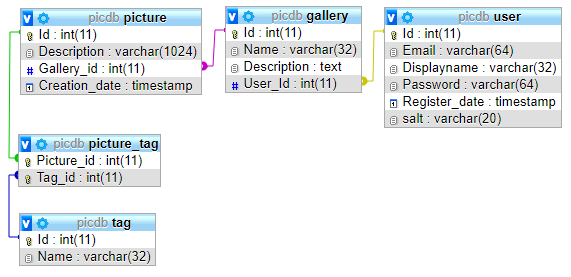 picdb picture
Id : int(11)
Description : varchar(1024)
# Gallery_id : int(11)
Creation_date : timestamp
picdb gallery
Id : int(11)
Name : varchar(32)
Description : text
# User_Id : int(11)
picdb user
Id : int(11)
Email : varchar(64)
Displayname : varchar(32)
Password : varchar(64)
Register_date : timestamp
salt : varchar(20)
picdb picture_tag
Picture_id : int(11)
Tag_id : int(11)
picdb tag
Id : int(11)
Name : varchar(32)